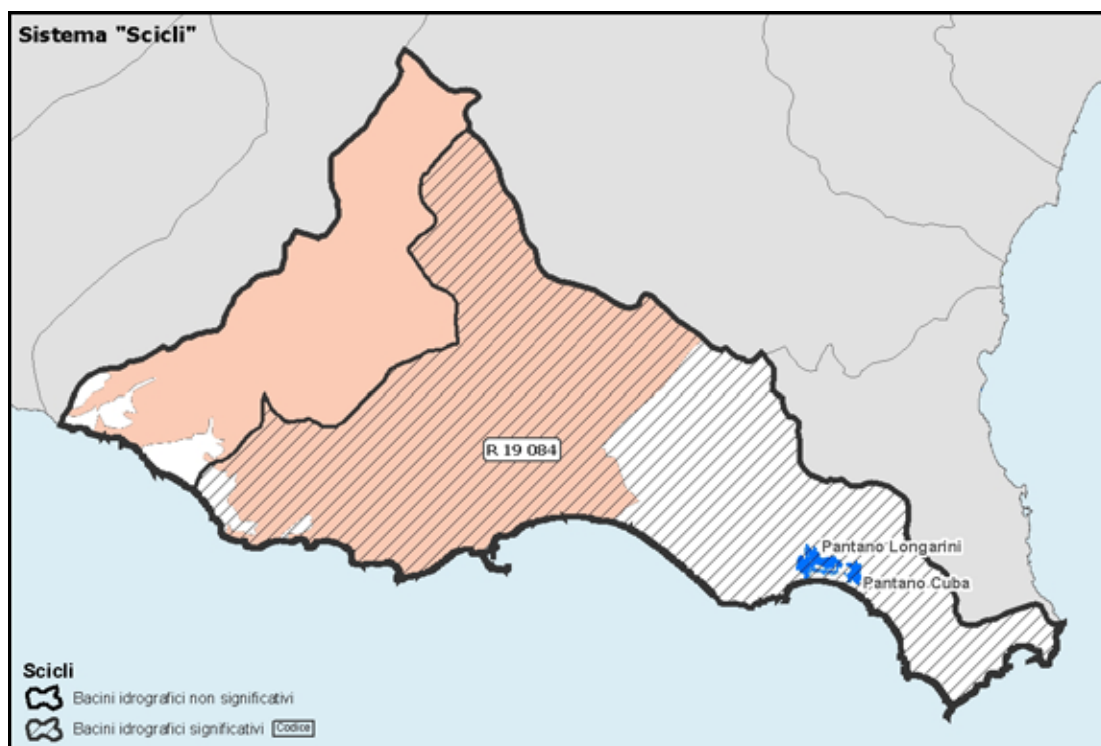 Sistema "Scicli"
R 19 084
Pantano Longarini
Pantano Cuba
Scicli
Bacini idrografici non significativi
Bacini idrografici significativi Codice